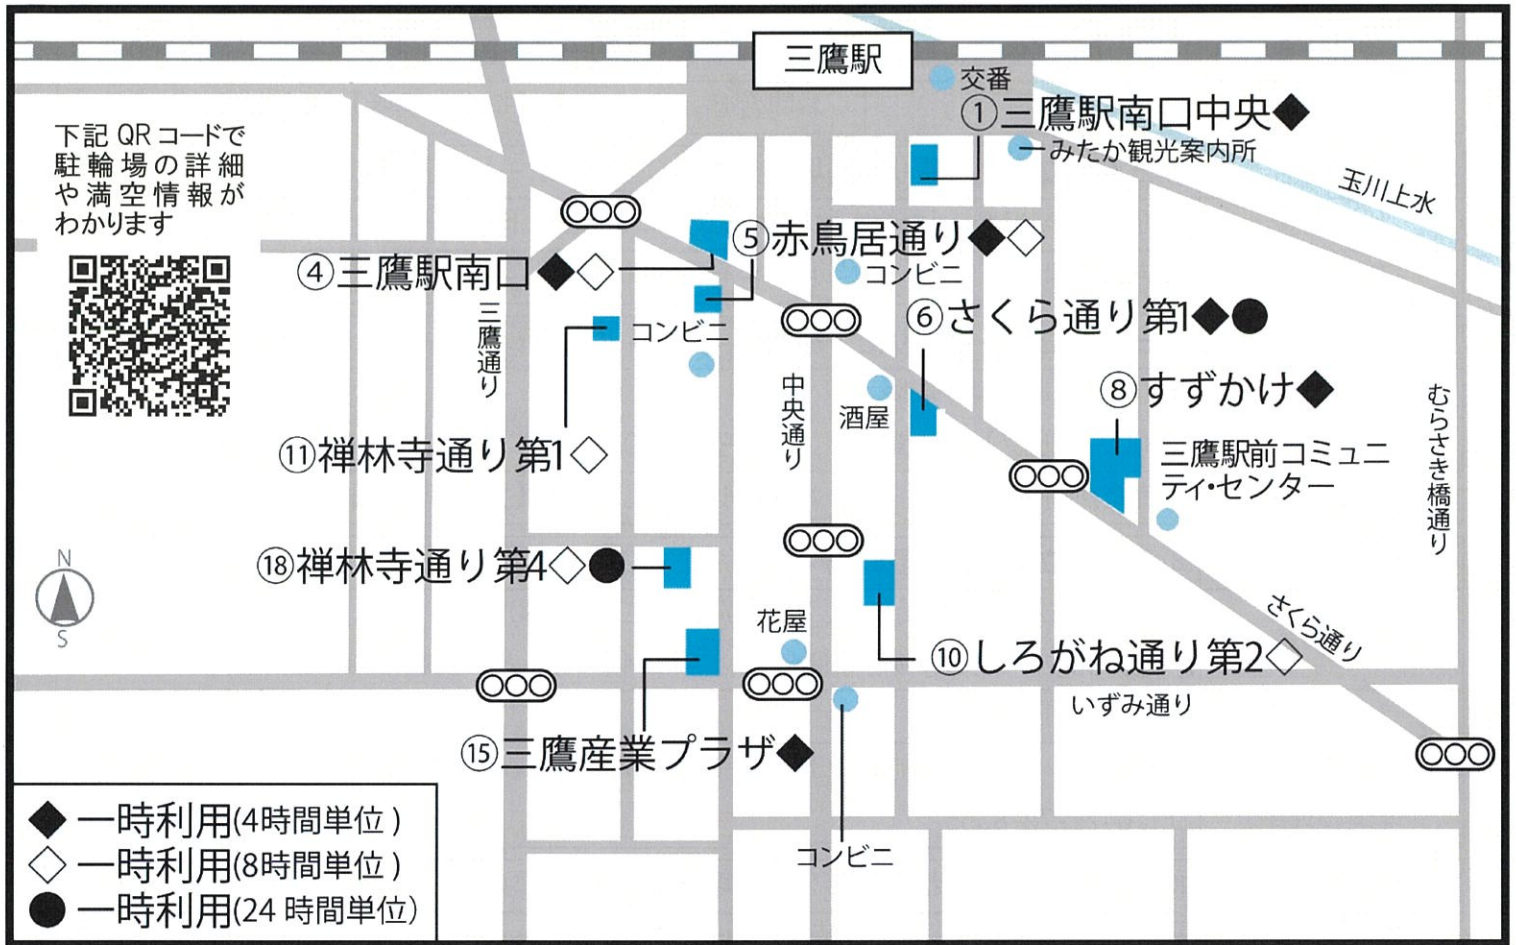 三鷹駅
交番
①三鷹駅南口中央◆
みたか観光案内所
玉川上水
下記 QR コードで
駐輪場の詳細
や満空情報が
わかります
⑤赤鳥居通り◆◇
④三鷹駅南口◆◇
コンビニ
三鷹通り
コンビニ
⑥さくら通り第1◆●
中央通り
酒屋
⑧すずかけ◆
むらさき橋通り
⑪禅林寺通り第1◇
三鷹駅前コミュニ
ティ・センター
N
S
⑱禅林寺通り第4◇●
花屋
さくら通り
⑩しろがね通り第2◇
いずみ通り
⑮三鷹産業プラザ◆
コンビニ
◆一時利用(4時間単位)
◇一時利用(8時間単位)
●一時利用(24 時間単位)